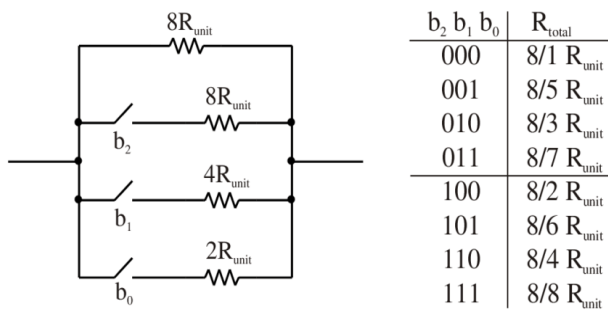 8R_unit
8R_unit
b_2
4R_unit
b_1
2R_unit
b_0
b_2 b_1 b_0 R_total
000 8/1 R_unit
001 8/5 R_unit
010 8/3 R_unit
011 8/7 R_unit
100 8/2 R_unit
101 8/6 R_unit
110 8/4 R_unit
111 8/8 R_unit